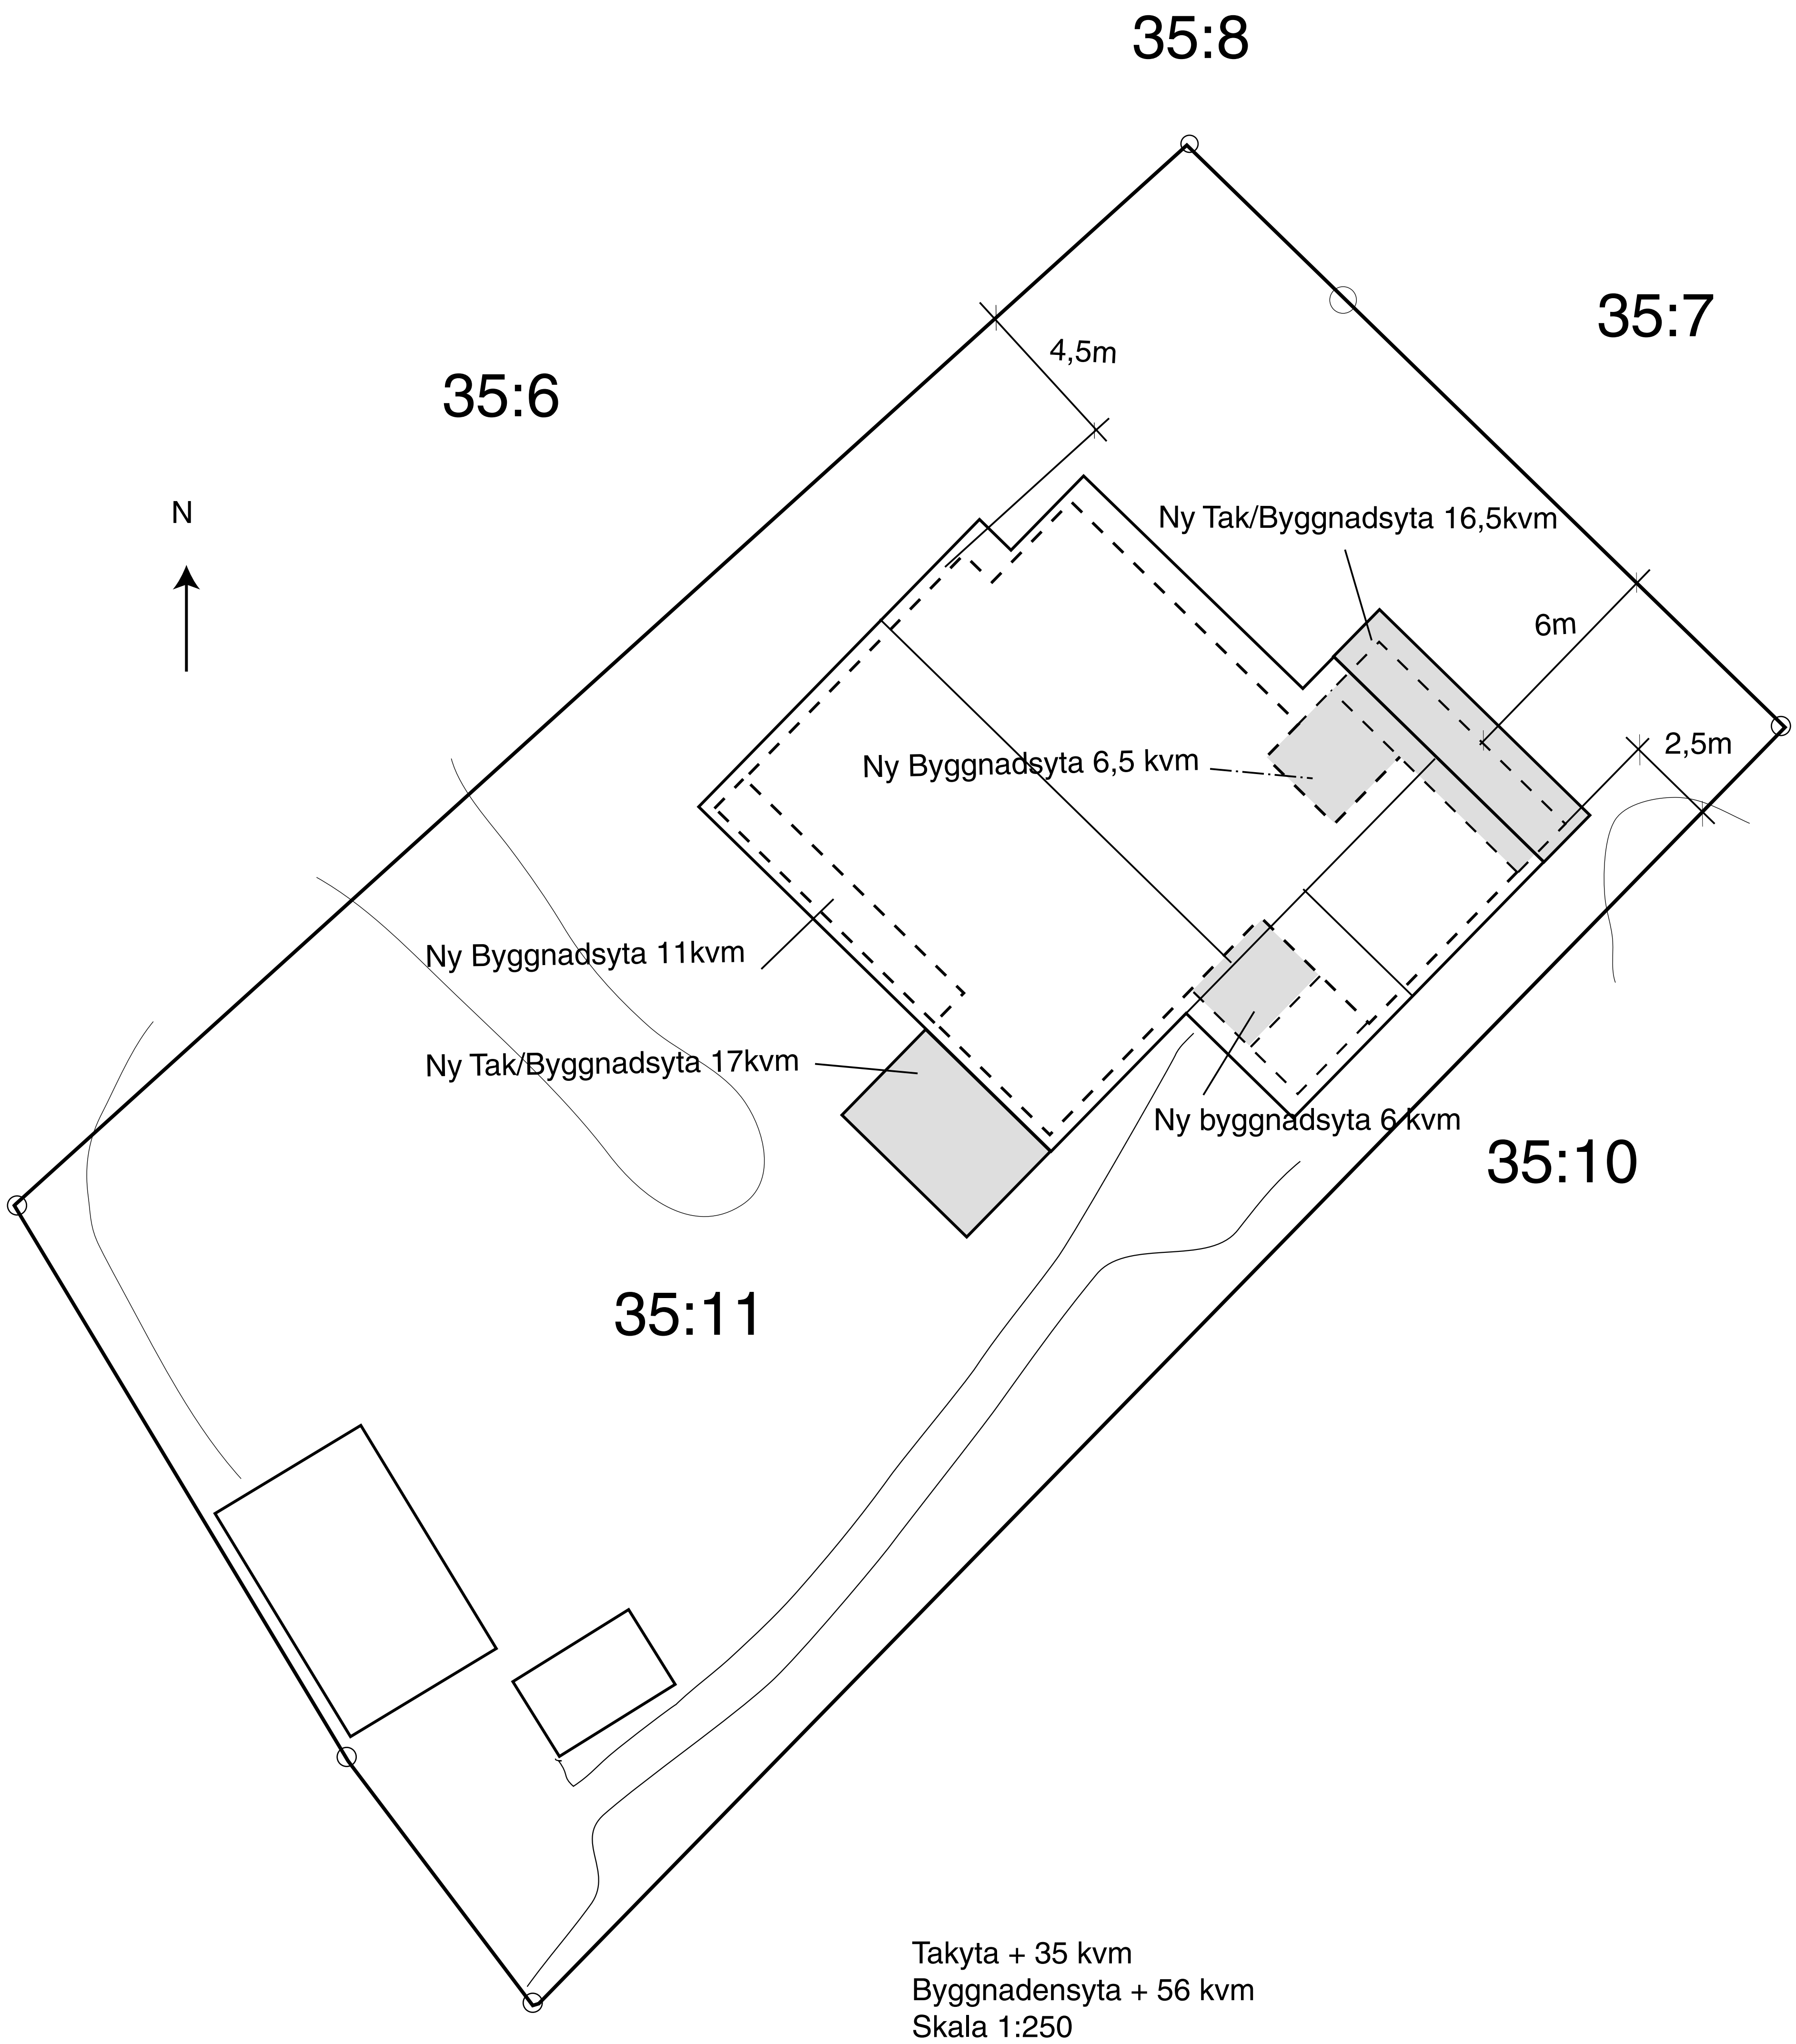 35:8
35:7
4,5m
35:6
N
Ny Tak/Byggnadsyta 16,5kvm
6m
2,5m
Ny Byggnadsyta 6,5 kvm
Ny Byggnadsyta 11kvm
Ny Tak/Byggnadsyta 17kvm
Ny byggnadsyta 6 kvm
35:10
35:11
Takyta + 35 kvm
Byggnadensyta + 56 kvm
Skala 1:250